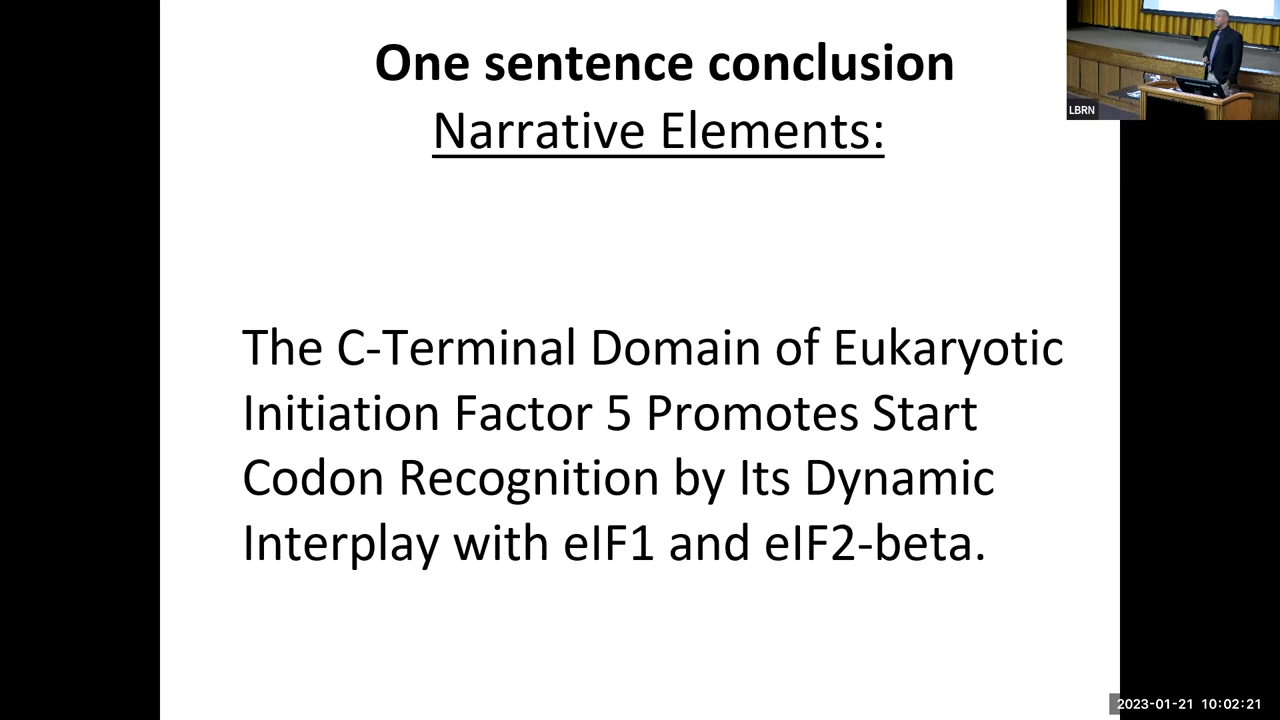 One sentence conclusion
Narrative Elements:
The C-Terminal Domain of Eukaryotic
Initiation Factor 5 Promotes Start
Codon Recognition by Its Dynamic
Interplay with eIF1 and eIF2-beta.
LBRN
2023-01-21 10:02:21